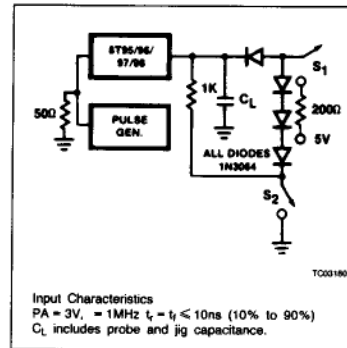 8T95/96/
97/98
S1
1K
CL
200Ω
50Ω
PULSE
GEN.
5V
ALL DIODES
1N3064
S2
TC03180
Input Characteristics
PA = 3V, = 1MHz tr = tf ≤ 10ns (10% to 90%)
CL includes probe and jig capacitance.